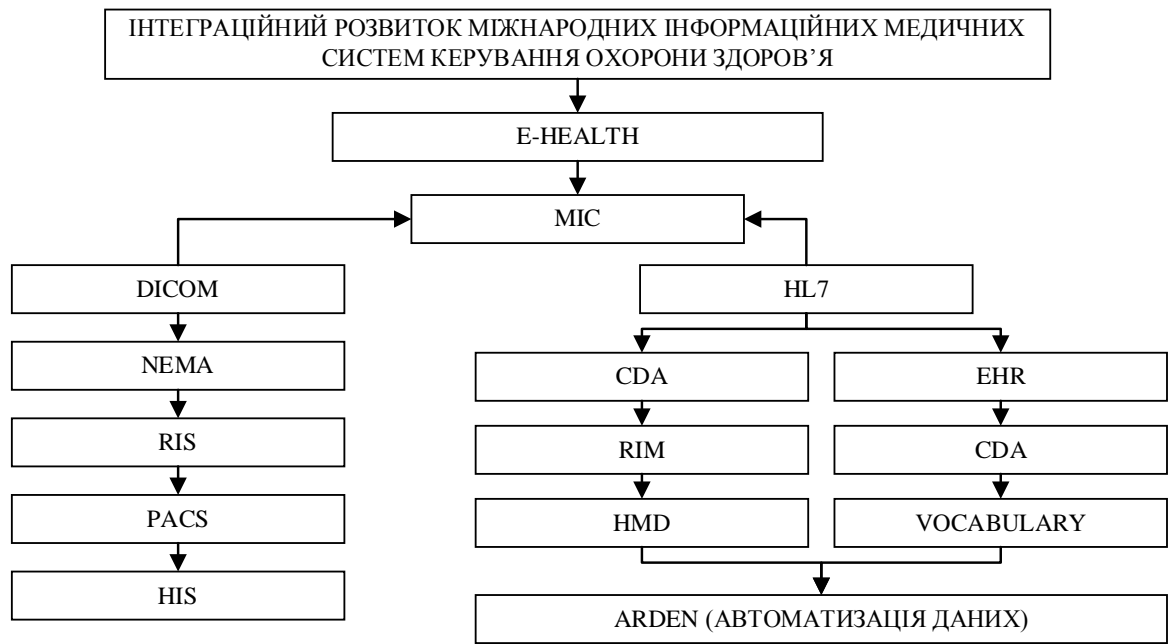 ІНТЕГРАЦІЙНИЙ РОЗВИТОК МІЖНАРОДНИХ ІНФОРМАЦІЙНИХ МЕДИЧНИХ
СИСТЕМ КЕРУВАННЯ ОХОРОНИ ЗДОРОВ’Я
E-HEALTH
МІС
DICOM
NEMA
RIS
PACS
HIS
HL7
CDA
RIM
HMD
EHR
CDA
VOCABULARY
ARDEN (АВТОМАТИЗАЦІЯ ДАНИХ)